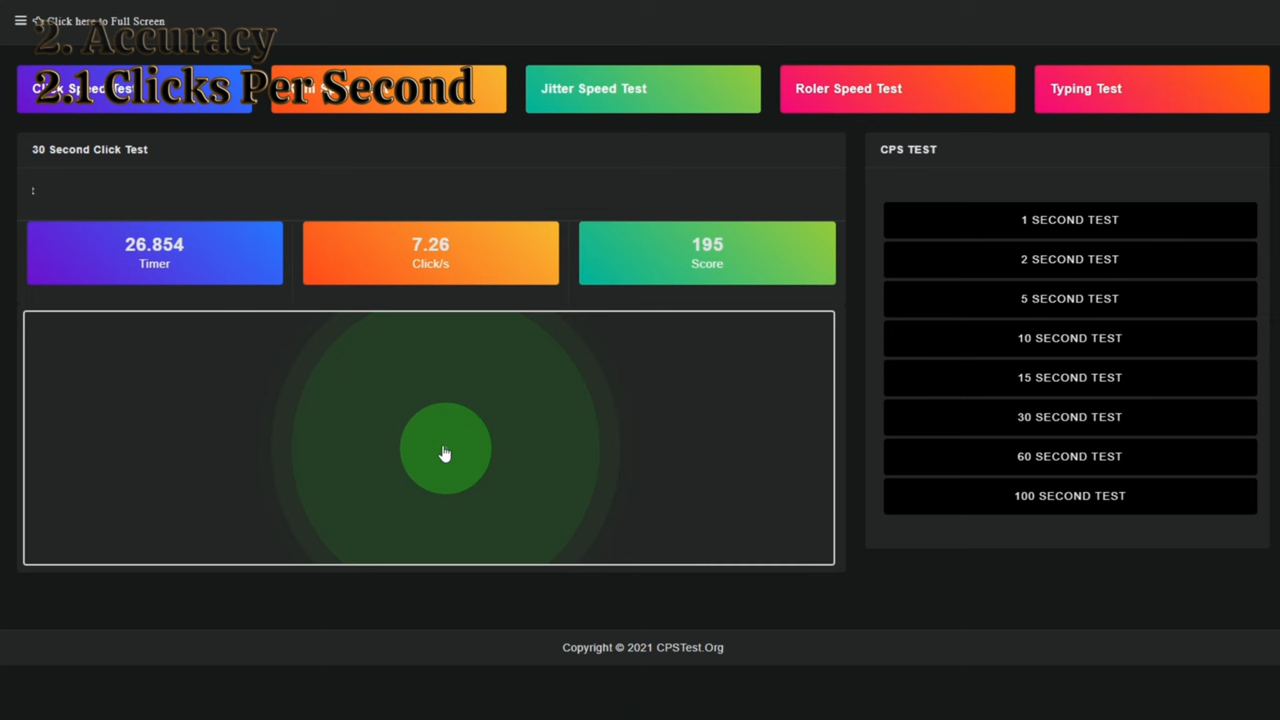 Click here to Full Screen
2. Accuracy
2.1 Clicks Per Second
Click Speed Test
Jitter Speed Test
Roler Speed Test
Typing Test
30 Second Click Test
CPS TEST
:
26.854
Timer
7.26
Click/s
195
Score
1 SECOND TEST
2 SECOND TEST
5 SECOND TEST
10 SECOND TEST
15 SECOND TEST
30 SECOND TEST
60 SECOND TEST
100 SECOND TEST
Copyright © 2021 CPSTest.Org